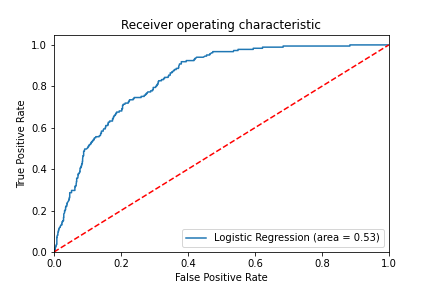 Receiver operating characteristic
1.0
0.8
0.6
0.4
0.2
0.0
True Positive Rate
Logistic Regression (area = 0.53)
0.0 0.2 0.4 0.6 0.8 1.0
False Positive Rate